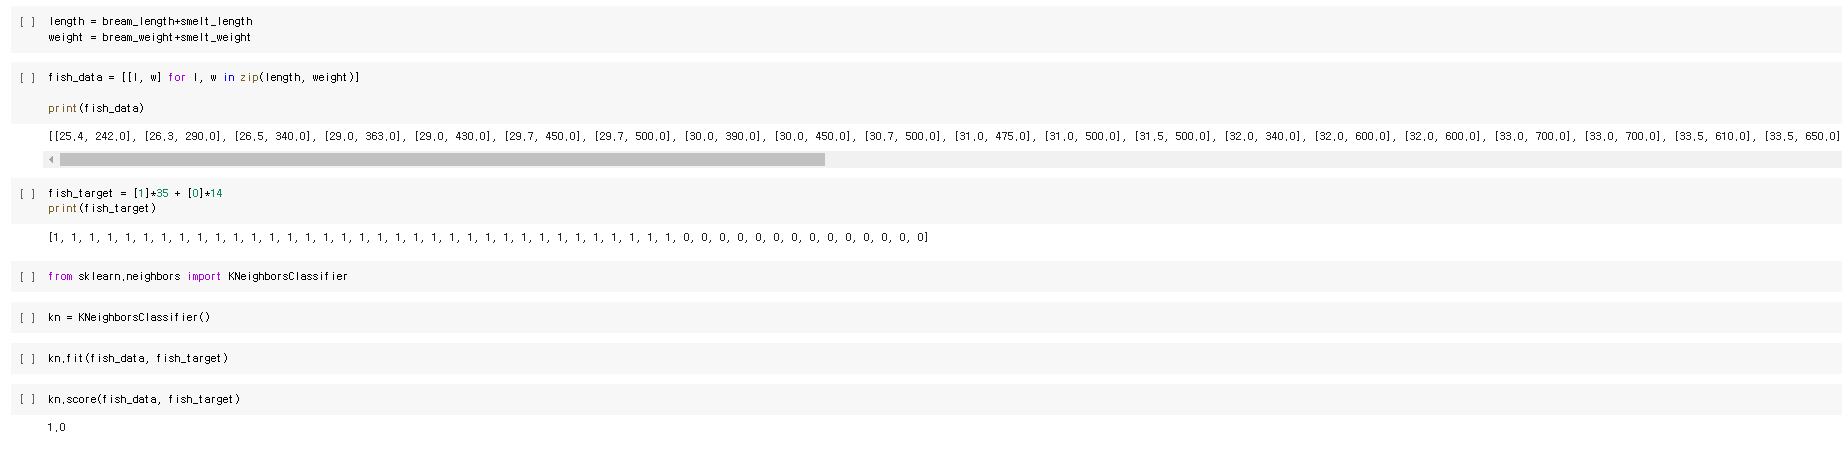 [ ] length = bream_length+smelt_length
weight = bream_weight+smelt_weight
[ ] fish_data = [[l, w] for l, w in zip(length, weight)]
print(fish_data)
[[25.4, 242.0], [26.3, 290.0], [26.5, 340.0], [29.0, 363.0], [29.0, 430.0], [29.7, 450.0], [29.7, 500.0], [30.0, 390.0], [30.0, 450.0], [30.7, 500.0], [31.0, 475.0], [31.0, 500.0], [31.5, 500.0], [32.0, 340.0], [32.0, 600.0], [32.0, 600.0], [33.0, 700.0], [33.0, 700.0], [33.5, 610.0], [33.5, 650.0]
[ ] fish_target = [1]*35 + [0]*14
print(fish_target)
[1, 1, 1, 1, 1, 1, 1, 1, 1, 1, 1, 1, 1, 1, 1, 1, 1, 1, 1, 1, 1, 1, 1, 1, 1, 1, 1, 1, 1, 1, 1, 1, 1, 1, 1, 0, 0, 0, 0, 0, 0, 0, 0, 0, 0, 0, 0, 0, 0]
[ ] from sklearn.neighbors import KNeighborsClassifier
[ ] kn = KNeighborsClassifier()
[ ] kn.fit(fish_data, fish_target)
[ ] kn.score(fish_data, fish_target)
1.0